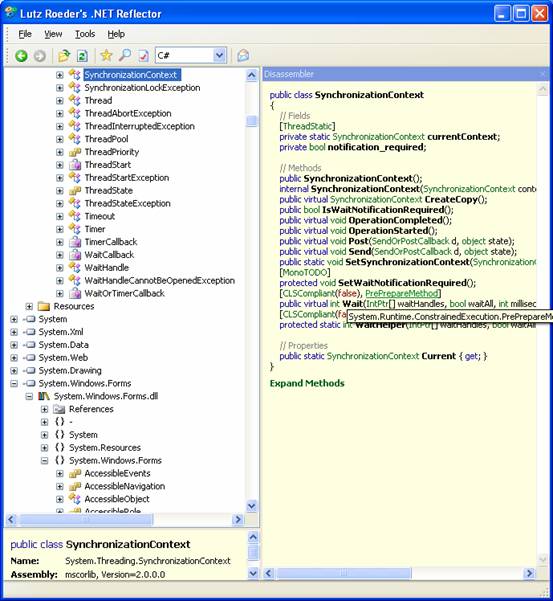 Lutz Roeder's .NET Reflector
File View Tools Help
C#
SynchronizationContext
SynchronizationLockException
Thread
ThreadAbortException
ThreadInterruptedException
ThreadPool
ThreadPriority
ThreadStart
ThreadStartException
ThreadState
ThreadStateException
Timeout
Timer
TimerCallback
WaitCallback
WaitHandle
WaitHandleCannotBeOpenedException
WaitOrTimerCallback
Resources
System
System.Xml
System.Data
System.Web
System.Drawing
System.Windows.Forms
System.Windows.Forms.dll
References
{} -
{} System
{} System.Resources
{} System.Windows.Forms
AccessibleEvents
AccessibleNavigation
AccessibleObject
AccessibleRole
public class SynchronizationContext
Name: System.Threading.SynchronizationContext
Assembly: mscorlib, Version=2.0.0.0
Disassembler
public class SynchronizationContext
{
// Fields
[ThreadStatic]
private static SynchronizationContext currentContext;
private bool notification_required;
// Methods
public SynchronizationContext();
internal SynchronizationContext(SynchronizationContext conte
public virtual SynchronizationContext CreateCopy();
public bool IsWaitNotificationRequired();
public virtual void OperationCompleted();
public virtual void OperationStarted();
public virtual void Post(SendOrPostCallback d, object state);
public virtual void Send(SendOrPostCallback d, object state);
public static void SetSynchronizationContext(SynchronizationC
[MonoTODO]
protected void SetWaitNotificationRequired();
[CLSCompliant(false), PrePrepareMethod]
public virtual int Wait(IntPtr[] waitHandles, bool waitAll, int millisec
[CLSCompliant(fa System.Runtime.ConstrainedExecution.PrePrepareMe
protected static int WaitHelper(IntPtr[] waitHandles, bool waitAll,
// Properties
public static SynchronizationContext Current { get; }
}
Expand Methods